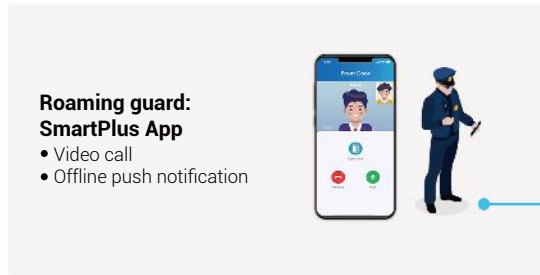 Roaming guard:
SmartPlus App
• Video call
• Offline push notification
Front Door